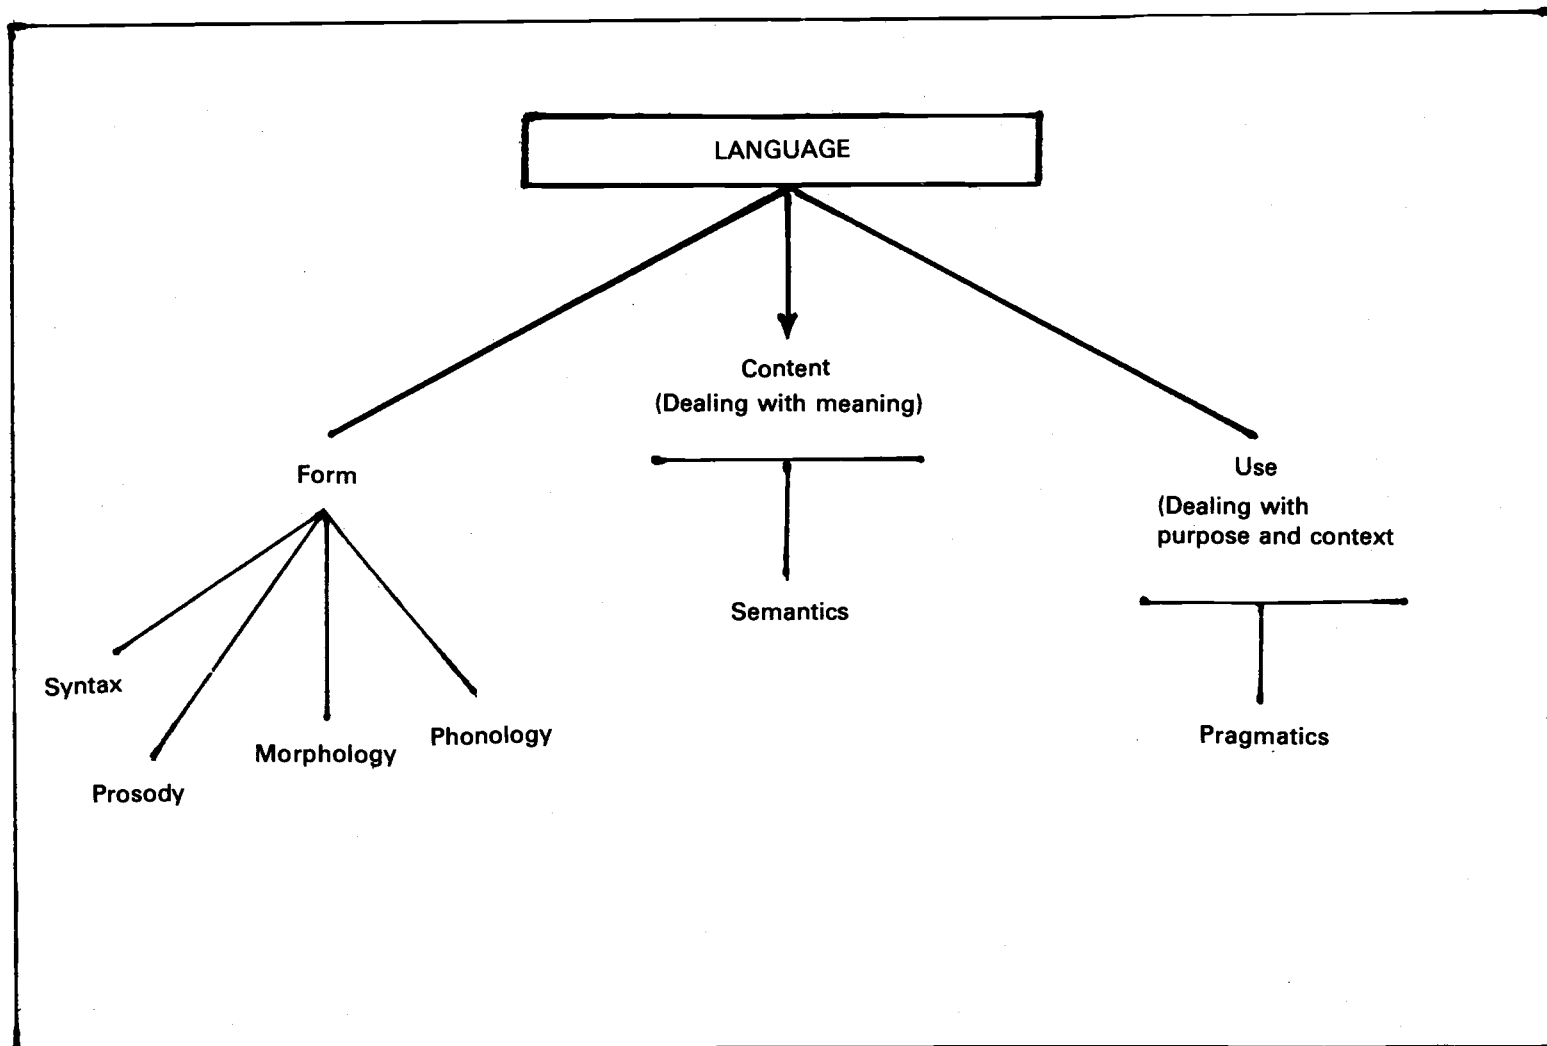 LANGUAGE
Content
(Dealing with meaning)
Form
Use
(Dealing with
purpose and context
Semantics
Syntax
Prosody
Morphology
Phonology
Pragmatics